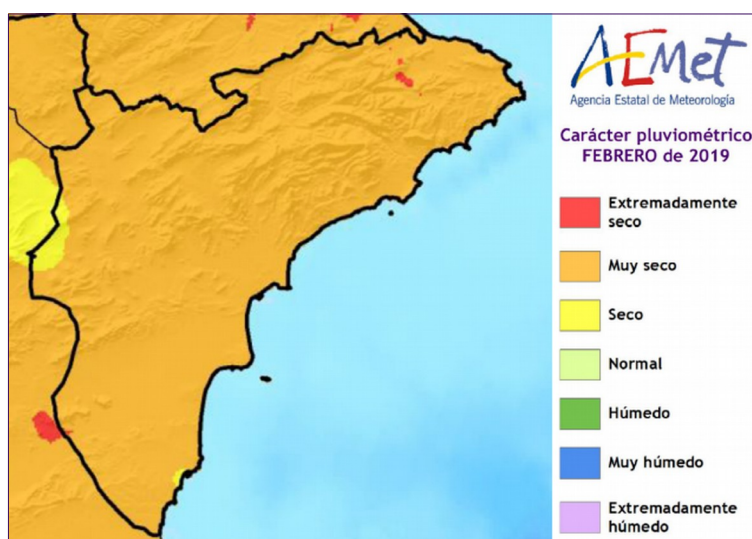 AEMet
Agencia Estatal de Meteorología
Carácter pluviométrico
FEBRERO de 2019
Extremadamente
seco
Muy seco
Seco
Normal
Húmedo
Muy húmedo
Extremadamente
húmedo